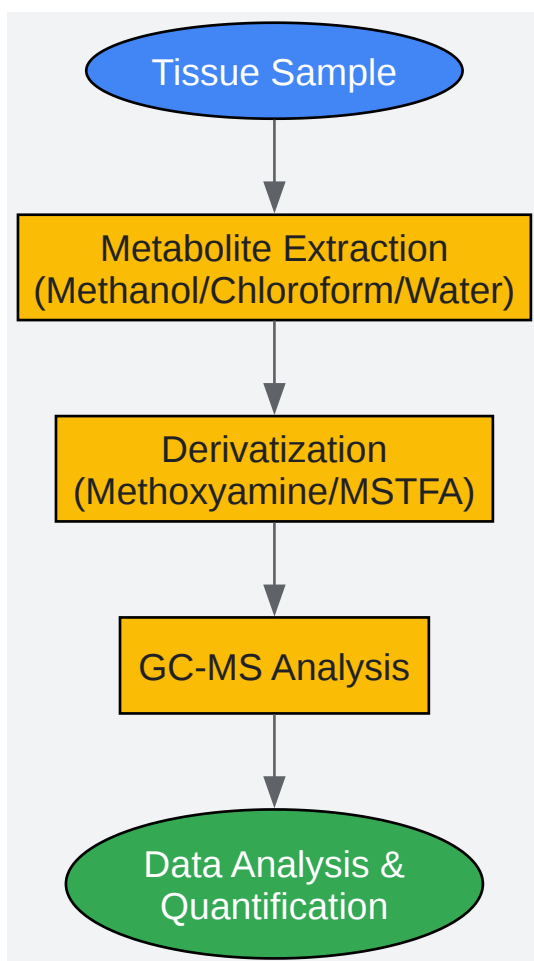 Tissue Sample
Metabolite Extraction
(Methanol/Chloroform/Water)
Derivatization
(Methoxyamine/MSTFA)
GC-MS Analysis
Data Analysis &
Quantification